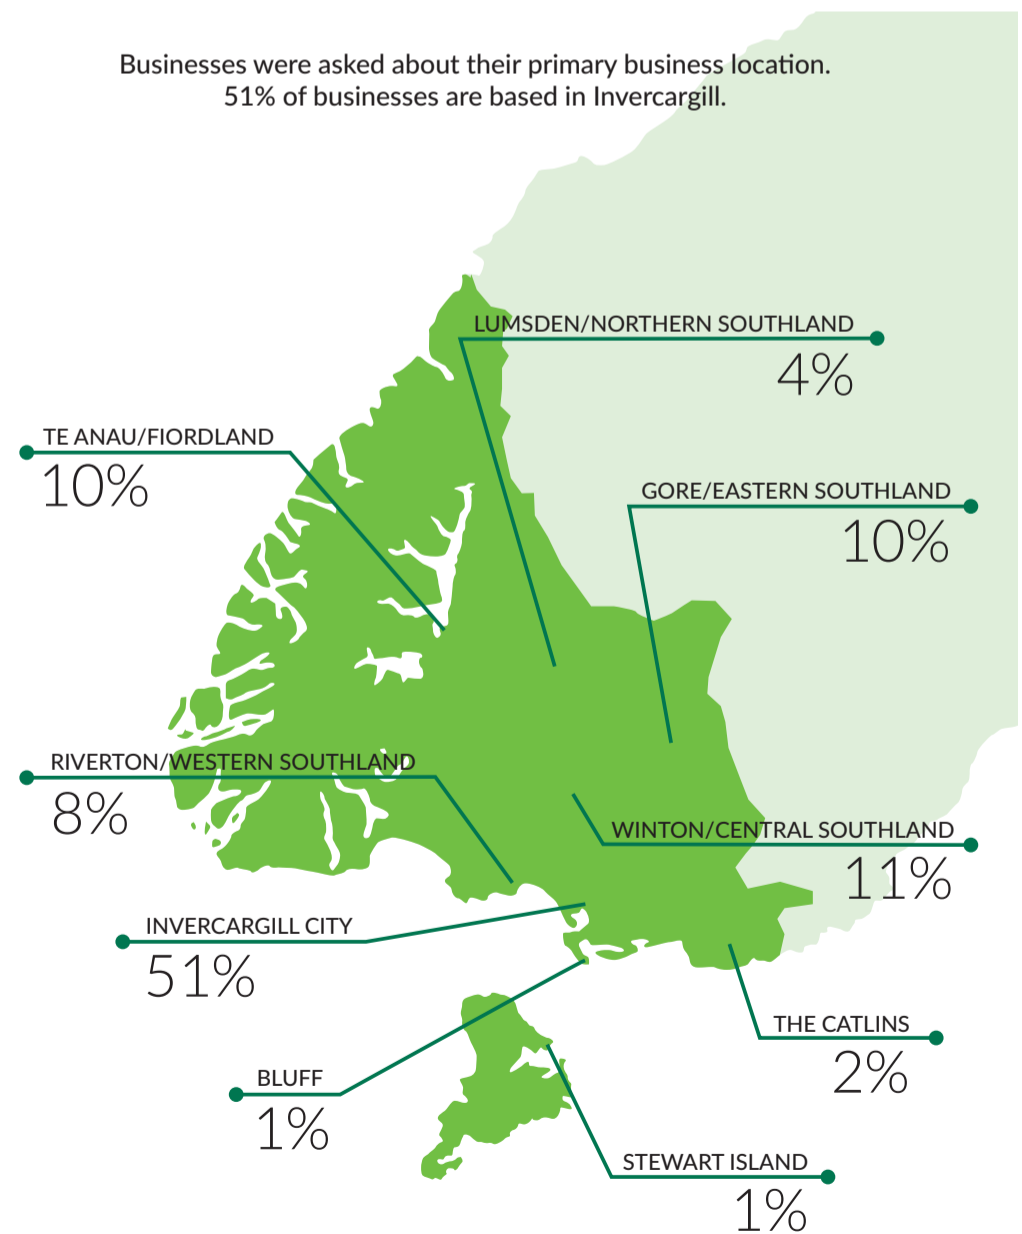 Businesses were asked about their primary business location.
51% of businesses are based in Invercargill.
LUMSDEN/NORTHERN SOUTHLAND
4%
TE ANAU/FIORDLAND
10%
GORE/EASTERN SOUTHLAND
10%
RIVERTON/WESTERN SOUTHLAND
8%
WINTON/CENTRAL SOUTHLAND
11%
INVERCARGILL CITY
51%
THE CATLINS
2%
BLUFF
1%
STEWART ISLAND
1%